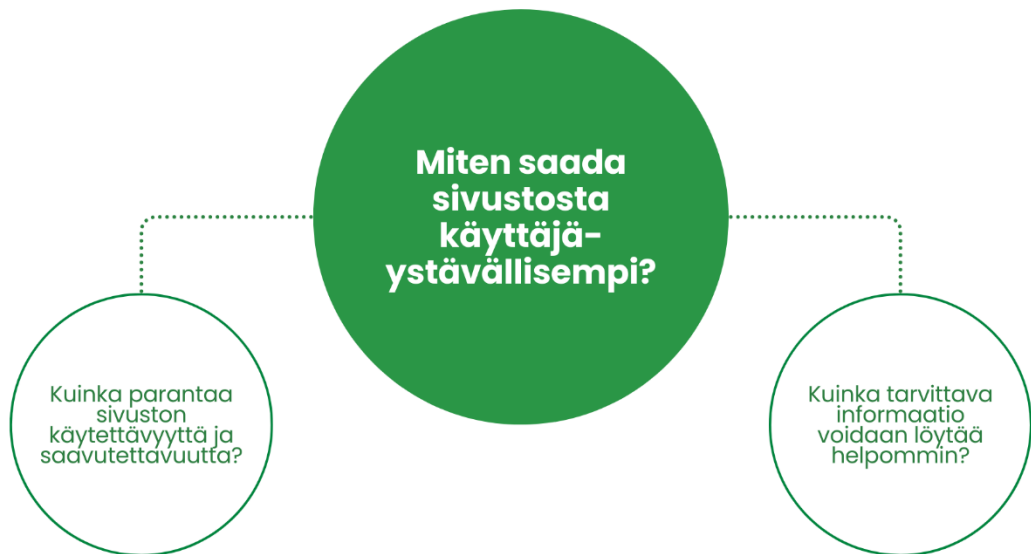 Miten saada
sivustosta
käyttäjä-
ystävällisempi?
Kuinka parantaa
sivuston
käytettävyyttä ja
saavutettavuutta?
Kuinka tarvittava
informaatio
voidaan löytää
helpommin?